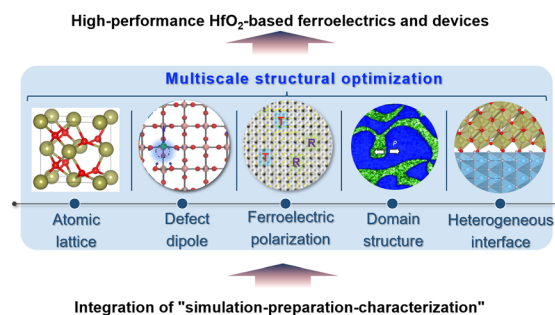 High-performance HfO₂-based ferroelectrics and devices
Multiscale structural optimization
T
R
T
R
P
Atomic
lattice
Defect
dipole
Ferroelectric
polarization
Domain
structure
Heterogeneous
interface
Integration of "simulation-preparation-characterization"